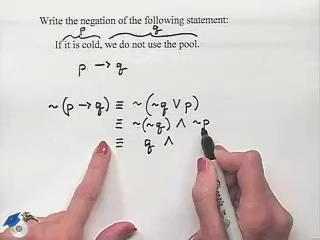 Write the negation of the following statement:
p q
If it is cold, we do not use the pool.
p → q
~(p → q) ≡ ~(~q ∨ p)
≡ ~(~q) ∧ ~p
≡ q ∧